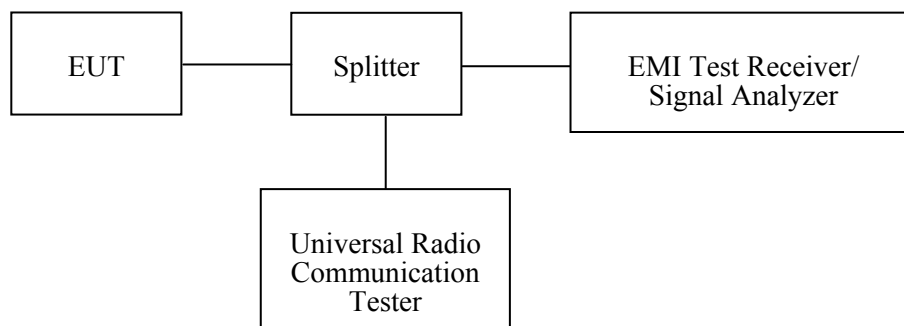 EUT
Splitter
EMI Test Receiver/
Signal Analyzer
Universal Radio
Communication
Tester